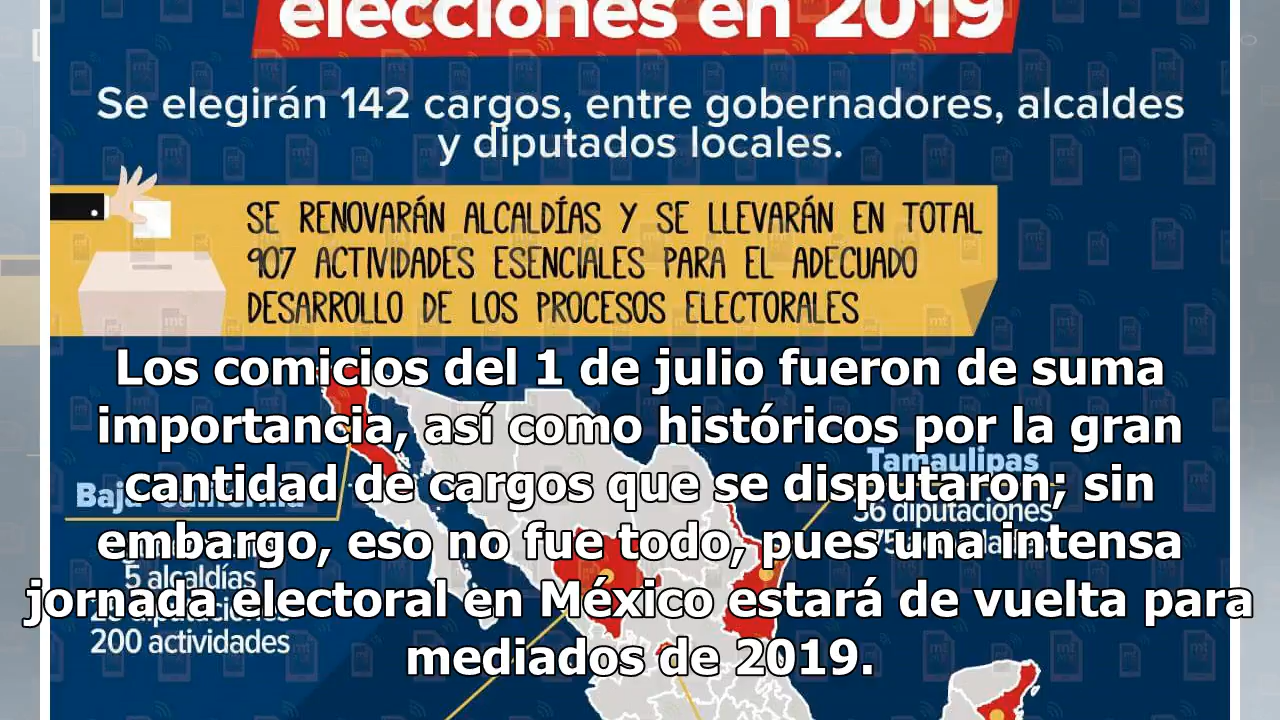 elecciones en 2019
Se elegirán 142 cargos, entre gobernadores, alcaldes
y diputados locales.
SE RENOVARÁN ALCALDÍAS Y SE LLEVARÁN EN TOTAL
907 ACTIVIDADES ESENCIALES PARA EL ADECUADO
DESARROLLO DE LOS PROCESOS ELECTORALES
Los comicios del 1 de julio fueron de suma
importancia, así como históricos por la gran
cantidad de cargos que se disputaron; sin
embargo, eso no fue todo, pues una intensa
jornada electoral en México estará de vuelta para
mediados de 2019.
Baja California
5 alcaldías
diputaciones
200 actividades
Tamaulipas
36 diputaciones